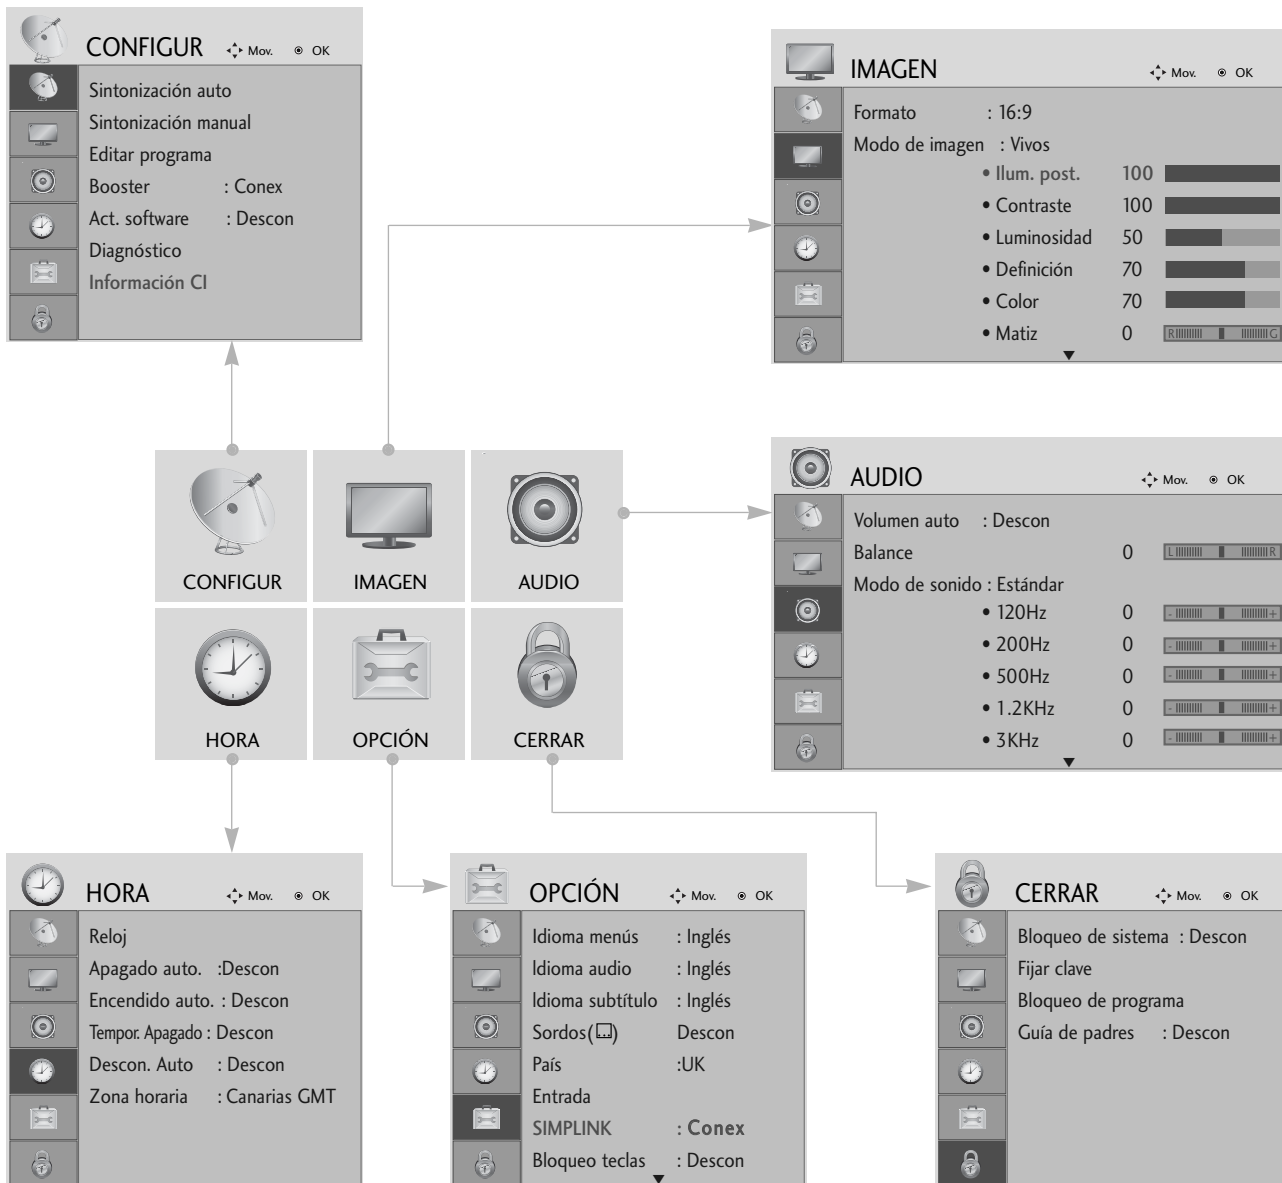 CONFIGUR Mov. OK
Sintonización auto
Sintonización manual
Editar programa
Booster : Conex
Act. software : Descon
Diagnóstico
Información CI
IMAGEN Mov. OK
Formato : 16:9
Modo de imagen : Vivos
• Ilum. post. 100
• Contraste 100
• Luminosidad 50
• Definición 70
• Color 70
• Matiz 0 R G
CONFIGUR IMAGEN AUDIO
HORA OPCIÓN CERRAR
AUDIO Mov. OK
Volumen auto : Descon
Balance 0 L R
Modo de sonido : Estándar
• 120Hz 0 - +
• 200Hz 0 - +
• 500Hz 0 - +
• 1.2KHz 0 - +
• 3KHz 0 - +
HORA Mov. OK
Reloj
Apagado auto. :Descon
Encendido auto. : Descon
Tempor. Apagado : Descon
Descon. Auto : Descon
Zona horaria : Canarias GMT
OPCIÓN Mov. OK
Idioma menús : Inglés
Idioma audio : Inglés
Idioma subtítulo : Inglés
Sordos( ) Descon
País :UK
Entrada
SIMPLINK : Conex
Bloqueo teclas : Descon
CERRAR Mov. OK
Bloqueo de sistema : Descon
Fijar clave
Bloqueo de programa
Guía de padres : Descon